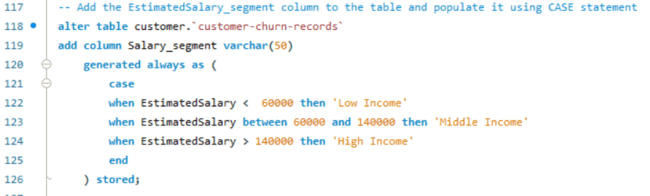 117 -- Add the EstimatedSalary_segment column to the table and populate it using CASE statement
118 alter table customer.`customer-churn-records`
119 add column Salary_segment varchar(50)
120 generated always as (
121 case
122 when EstimatedSalary <  60000 then 'Low Income'
123 when EstimatedSalary between 60000 and 140000 then 'Middle Income'
124 when EstimatedSalary > 140000 then 'High Income'
125 end
126 ) stored;